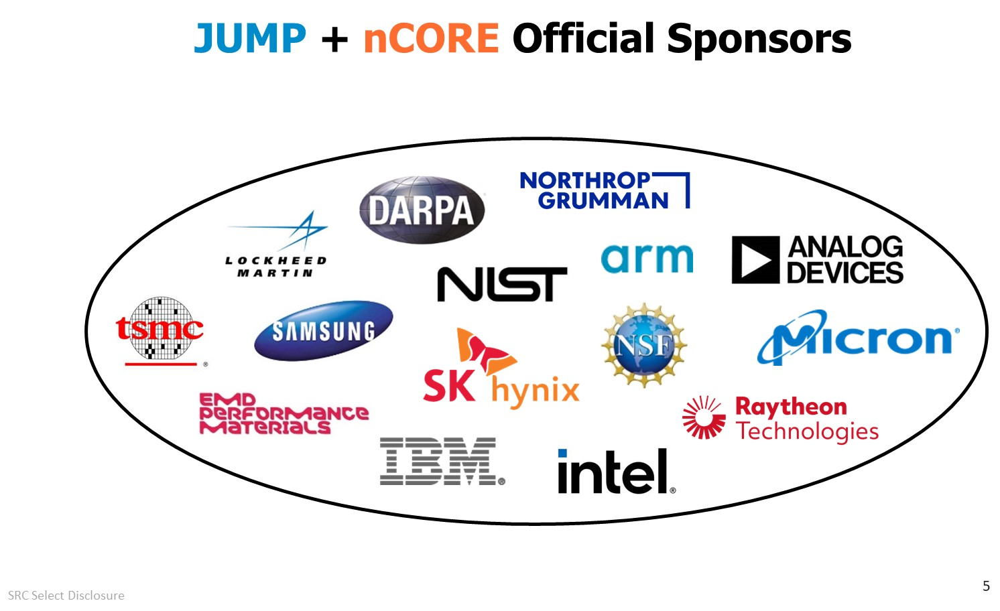 JUMP + nCORE Official Sponsors
DARPA
NORTHROP
GRUMMAN
LOCKHEED
MARTIN
arm
ANALOG
DEVICES
NIST
tsmc
®
SAMSUNG
NSF
Micron®
SK hynix
EMD
PERFORMANCE
MATERIALS
Raytheon
Technologies
IBM®
intel®
SRC Select Disclosure
5